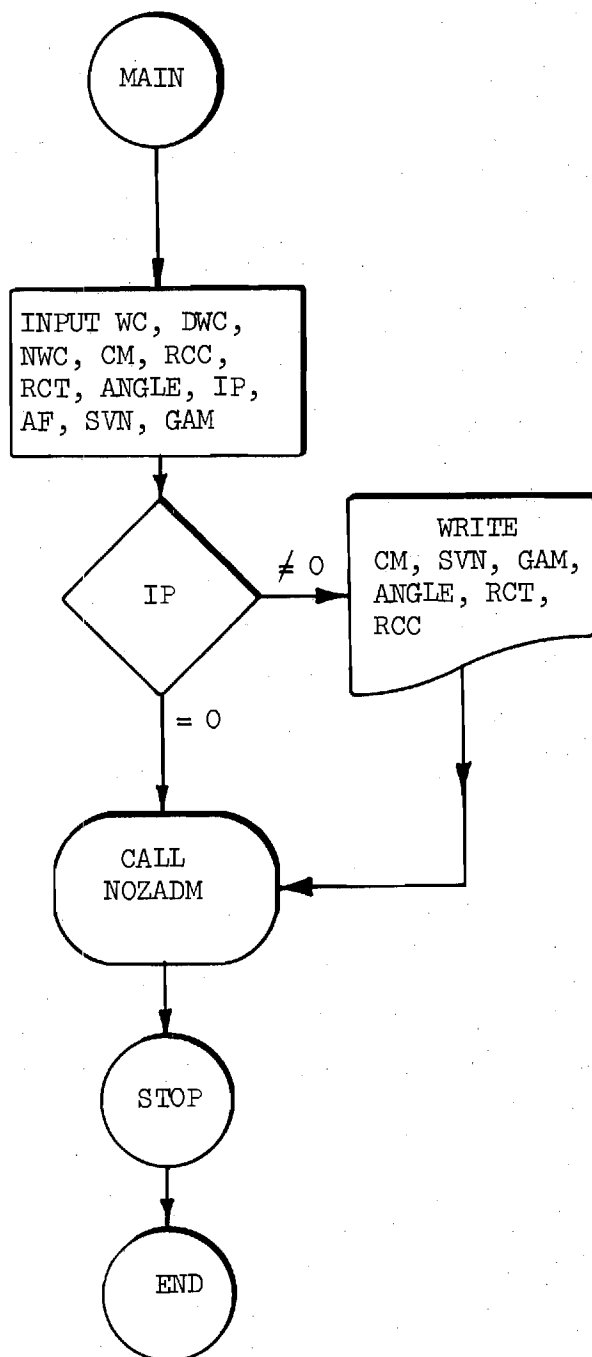 MAIN
INPUT WC, DWC,
NWC, CM, RCC,
RCT, ANGLE, IP,
AF, SVN, GAM
IP
≠ 0
WRITE
CM, SVN, GAM,
ANGLE, RCT,
RCC
= 0
CALL
NOZADM
STOP
END